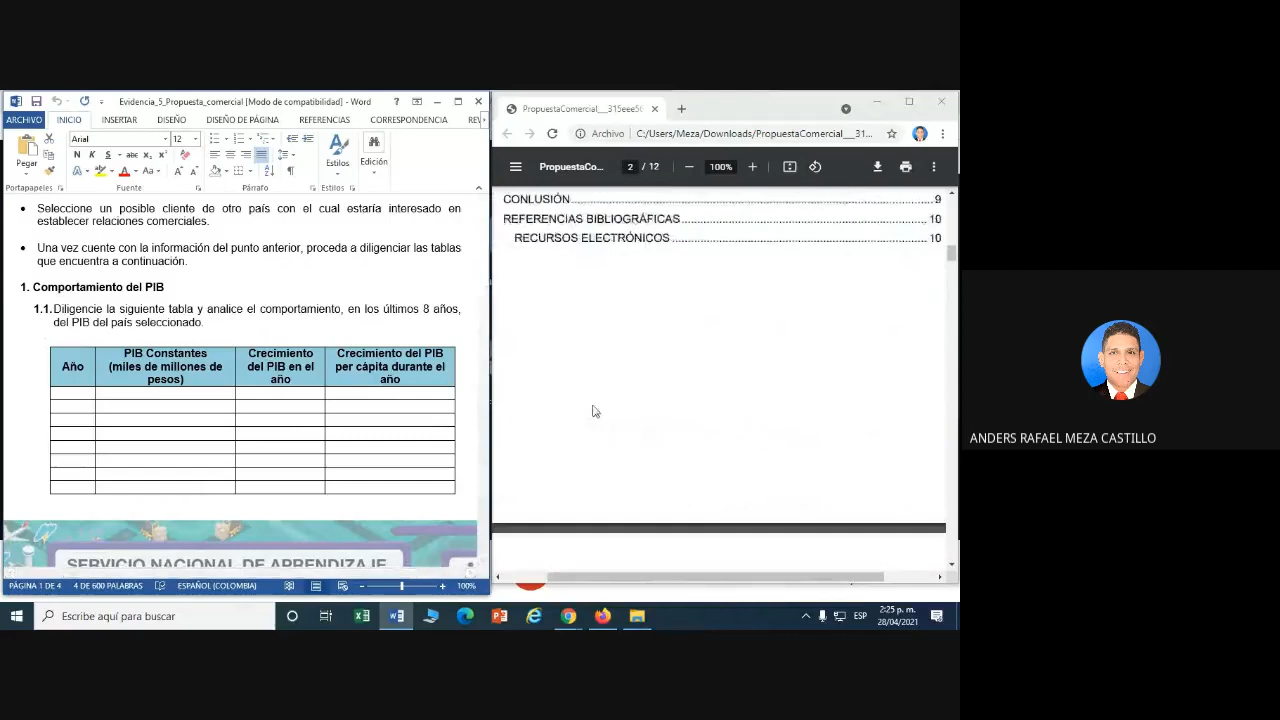 Evidencia_5_Propuesta_comercial [Modo de compatibilidad] - Word
ARCHIVO INICIO INSERTAR DISEÑO DISEÑO DE PÁGINA REFERENCIAS CORRESPONDENCIA
Arial 12
Pegar
N K S abc x₂ x²
Estilos
Edición
Portapapeles Fuente Párrafo Estilos
Seleccione un posible cliente de otro país con el cual estaría interesado en
establecer relaciones comerciales.
Una vez cuente con la información del punto anterior, proceda a diligenciar las tablas
que encuentra a continuación.
1. Comportamiento del PIB
1.1. Diligencie la siguiente tabla y analice el comportamiento, en los últimos 8 años,
del PIB del país seleccionado.
Año
PIB Constantes
(miles de millones de
pesos)
Crecimiento
del PIB en el
año
Crecimiento del PIB
per cápita durante el
año
SERVICIO NACIONAL DE APRENDIZAJE
PÁGINA 1 DE 4 4 DE 600 PALABRAS ESPAÑOL (COLOMBIA) 100%
PropuestaComercial__315eee5(
Archivo C:/Users/Meza/Downloads/PropuestaComercial__31...
PropuestaCo... 2 / 12 100%
CONLUSIÓN 9
REFERENCIAS BIBLIOGRÁFICAS 10
RECURSOS ELECTRÓNICOS 10
Escribe aquí para buscar
ESP
2:25 p. m.
28/04/2021
ANDERS RAFAEL MEZA CASTILLO